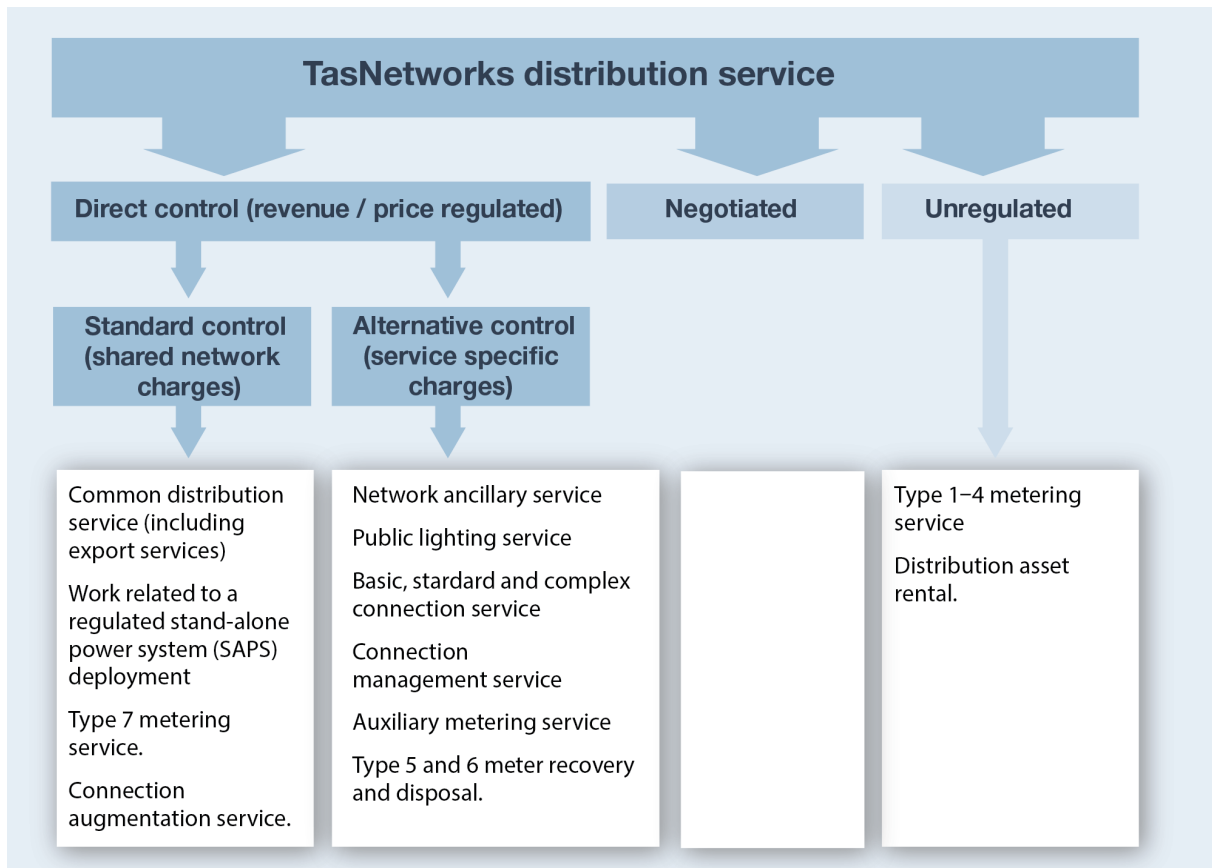 TasNetworks distribution service
Direct control (revenue / price regulated)
Negotiated
Unregulated
Standard control
(shared network
charges)
Alternative control
(service specific
charges)
Common distribution
service (including
export services)
Work related to a
regulated stand-alone
power system (SAPS)
deployment
Type 7 metering
service.
Connection
augmentation service.
Network ancillary service
Public lighting service
Basic, stardard and complex
connection service
Connection
management service
Auxiliary metering service
Type 5 and 6 meter recovery
and disposal.
Type 1–4 metering
service
Distribution asset
rental.